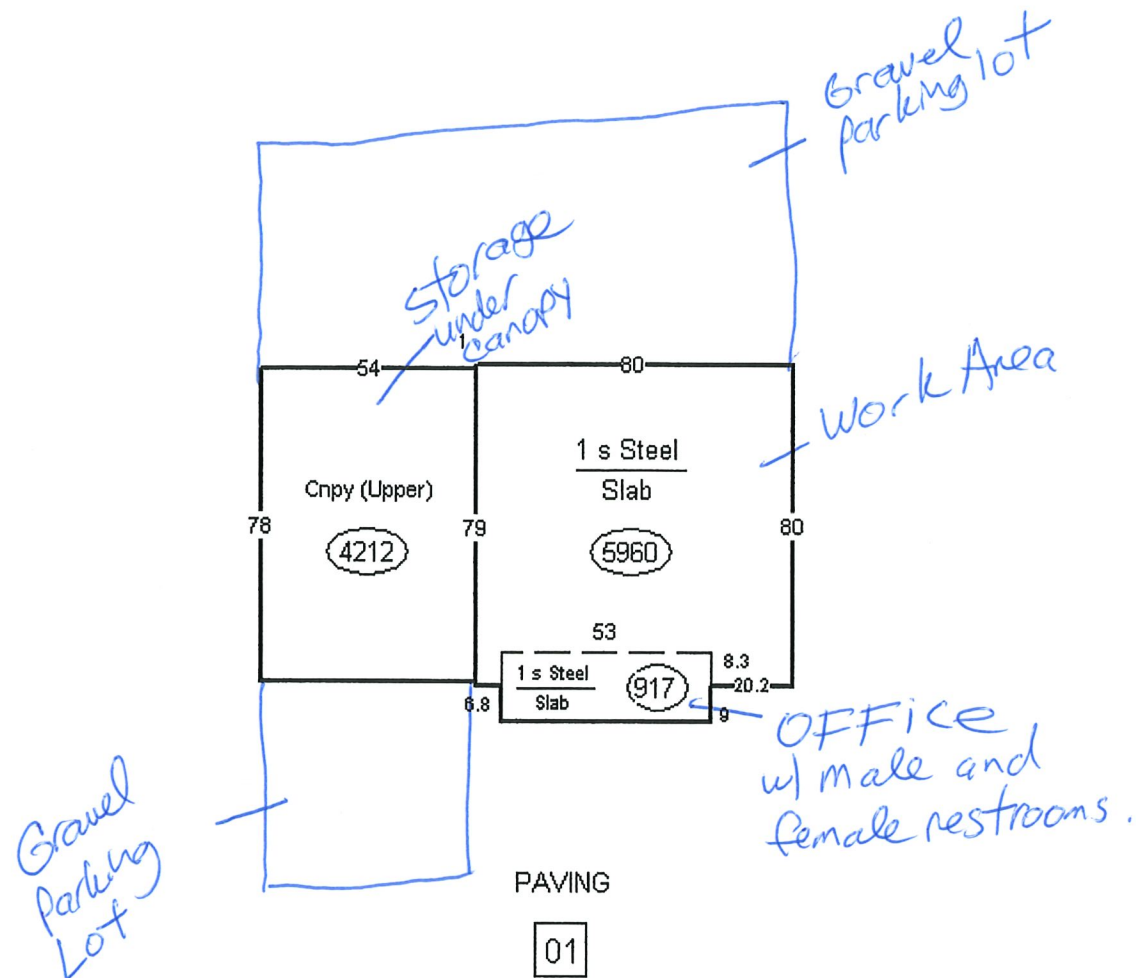 Gravel
parking lot
Storage
under
canopy
1
54
80
Work Area
1 s Steel
Slab
Cnpy (Upper)
78
79
80
4212
5960
53
8.3
1 s Steel
917
20.2
Slab
6.8
9
OFFICE
w/ male and
female restrooms.
Gravel
Parking
Lot
PAVING
01